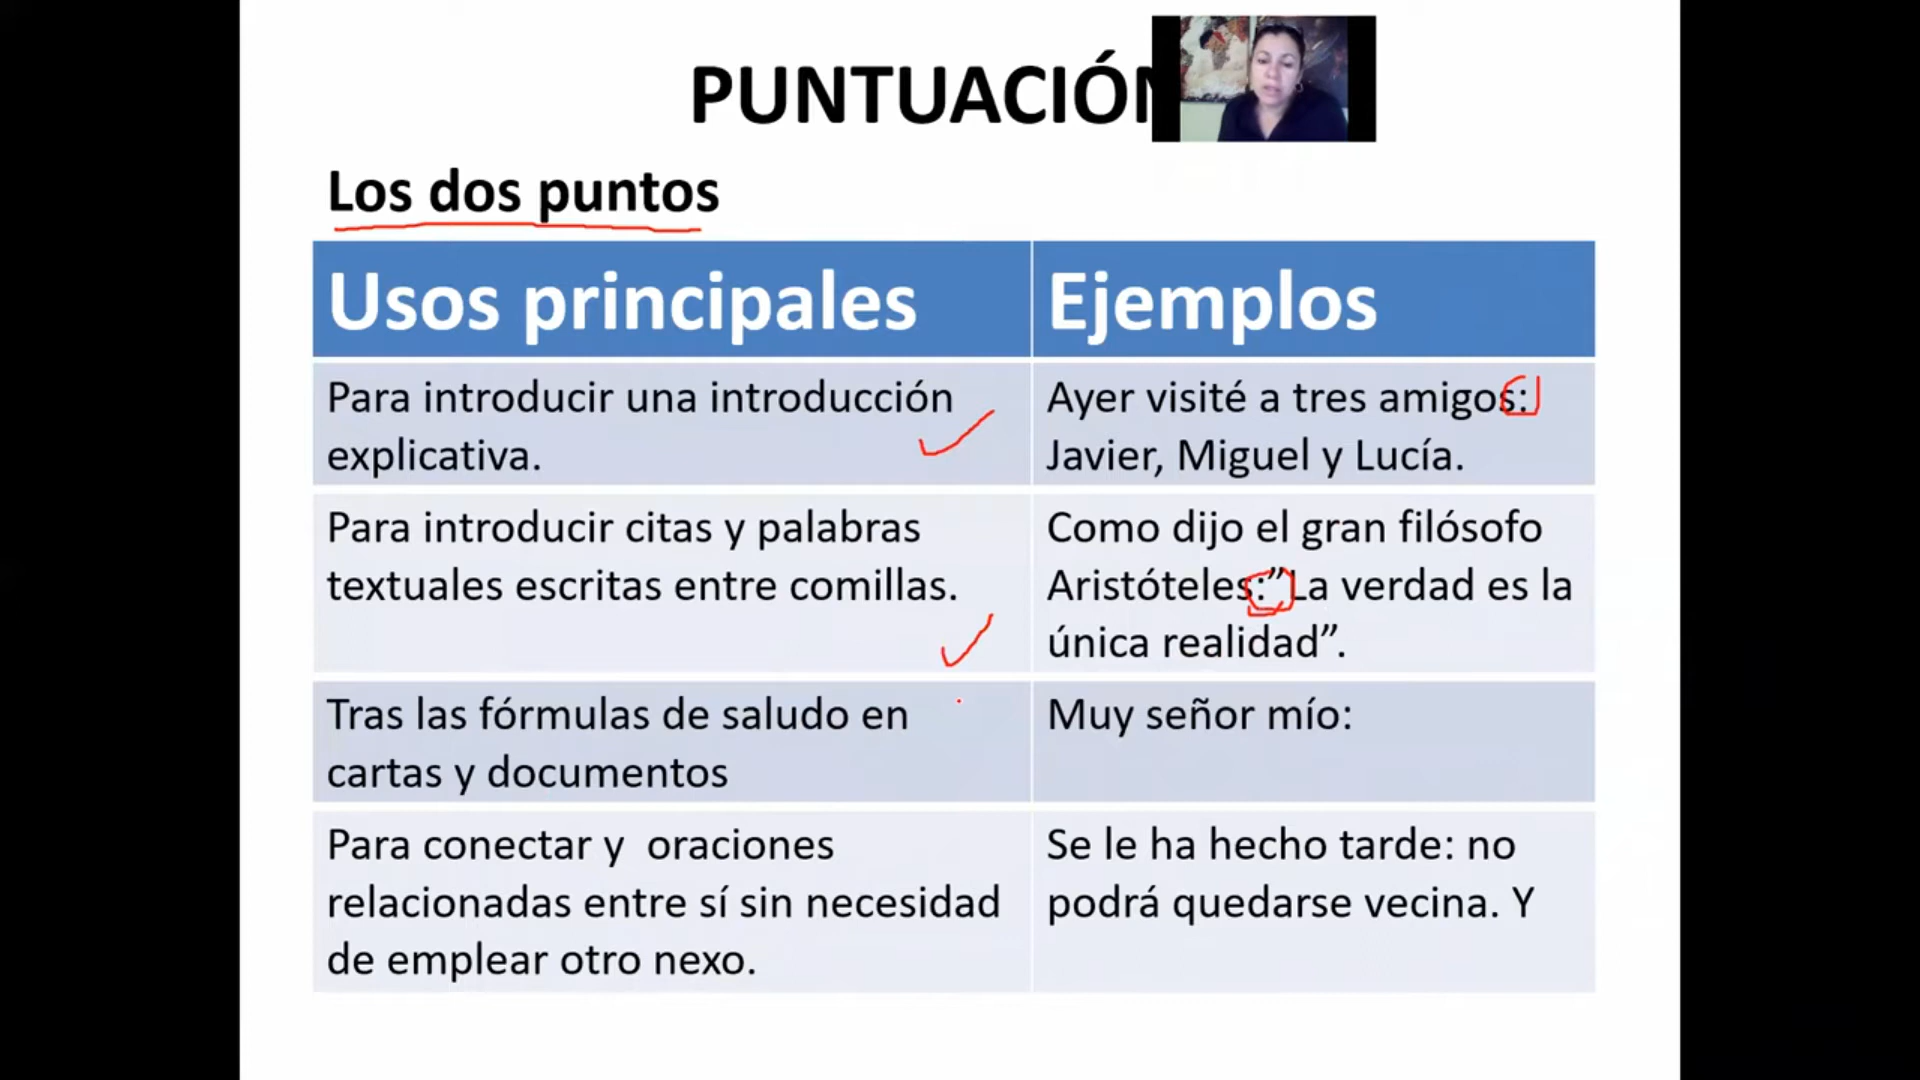 PUNTUACIÓN
Los dos puntos
Usos principales
Ejemplos
Para introducir una introducción
explicativa.
Ayer visité a tres amigos:
Javier, Miguel y Lucía.
Para introducir citas y palabras
textuales escritas entre comillas.
Como dijo el gran filósofo
Aristóteles:”La verdad es la
única realidad”.
Tras las fórmulas de saludo en
cartas y documentos
Muy señor mío:
Para conectar y  oraciones
relacionadas entre sí sin necesidad
de emplear otro nexo.
Se le ha hecho tarde: no
podrá quedarse vecina. Y